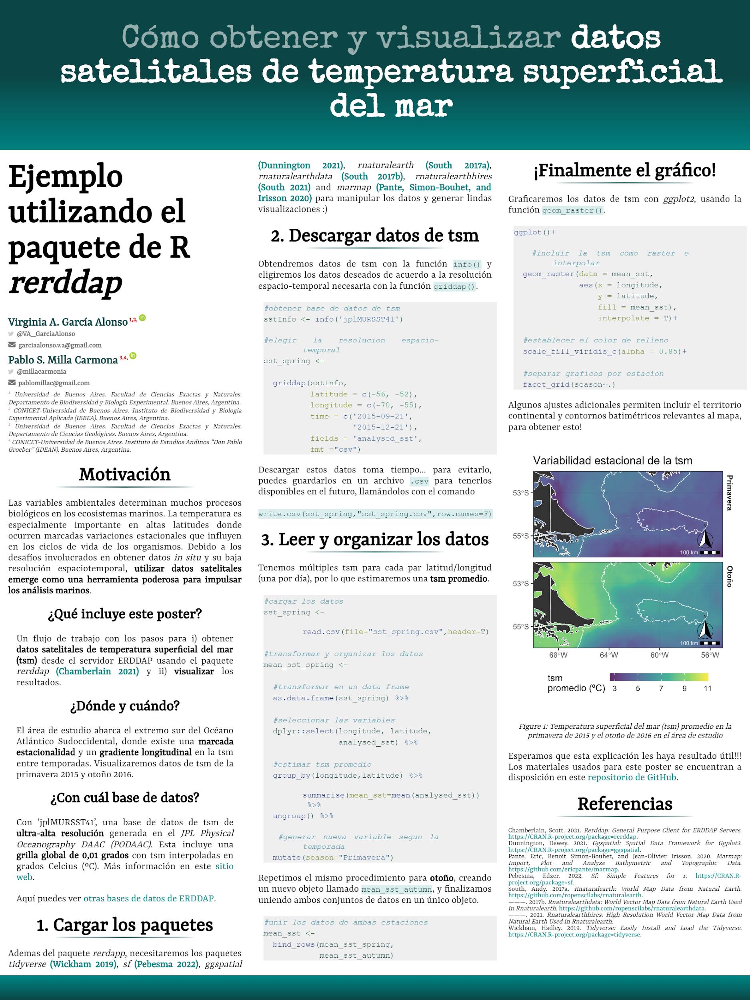 Cómo obtener y visualizar datos
satelitales de temperatura superficial
del mar
Ejemplo
utilizando el
paquete de R
rerddap
Virginia A. García Alonso 1,2, iD
@VA_GarciaAlonso
garciaalonso.v.a@gmail.com
Pablo S. Milla Carmona 3,4, iD
@millacarmonia
pablomillac@gmail.com
1 Universidad de Buenos Aires. Facultad de Ciencias Exactas y Naturales.
Departamento de Biodiversidad y Biología Experimental. Buenos Aires, Argentina.
2 CONICET-Universidad de Buenos Aires. Instituto de Biodiversidad y Biología
Experimental Aplicada (IBBEA). Buenos Aires, Argentina.
3 Universidad de Buenos Aires. Facultad de Ciencias Exactas y Naturales.
Departamento de Ciencias Geológicas. Buenos Aires, Argentina.
4 CONICET-Universidad de Buenos Aires. Instituto de Estudios Andinos “Don Pablo
Groeber” (IDEAN). Buenos Aires, Argentina.
Motivación
Las variables ambientales determinan muchos procesos
biológicos en los ecosistemas marinos. La temperatura es
especialmente importante en altas latitudes donde
ocurren marcadas variaciones estacionales que influyen
en los ciclos de vida de los organismos. Debido a los
desafíos involucrados en obtener datos in situ y su baja
resolución espaciotemporal, utilizar datos satelitales
emerge como una herramienta poderosa para impulsar
los análisis marinos.
¿Qué incluye este poster?
Un flujo de trabajo con los pasos para i) obtener
datos satelitales de temperatura superficial del mar
(tsm) desde el servidor ERDDAP usando el paquete
rerddap (Chamberlain 2021) y ii) visualizar los
resultados.
¿Dónde y cuándo?
El área de estudio abarca el extremo sur del Océano
Atlántico Sudoccidental, donde existe una marcada
estacionalidad y un gradiente longitudinal en la tsm
entre temporadas. Visualizaremos datos de tsm de la
primavera 2015 y otoño 2016.
¿Con cuál base de datos?
Con ‘jplMURSST41’, una base de datos de tsm de
ultra-alta resolución generada en el JPL Physical
Oceanography DAAC (PODAAC). Esta incluye una
grilla global de 0,01 grados con tsm interpoladas en
grados Celcius (ºC). Más información en este sitio
web.
Aquí puedes ver otras bases de datos de ERDDAP.
1. Cargar los paquetes
Ademas del paquete rerdapp, necesitaremos los paquetes
tidyverse (Wickham 2019), sf (Pebesma 2022), ggspatial
(Dunnington 2021), rnaturalearth (South 2017a),
rnaturalearthdata (South 2017b), rnaturalearthhires
(South 2021) and marmap (Pante, Simon-Bouhet, and
Irisson 2020) para manipular los datos y generar lindas
visualizaciones :)
2. Descargar datos de tsm
Obtendremos datos de tsm con la función info() y
eligiremos los datos deseados de acuerdo a la resolución
espacio-temporal necesaria con la función griddap().
#obtener base de datos de tsm
sstInfo <- info('jplMURSST41')
#elegir la resolucion espacio-
temporal
sst_spring <-
griddap(sstInfo,
latitude = c(-56, -52),
longitude = c(-70, -55),
time = c('2015-09-21',
'2015-12-21'),
fields = 'analysed_sst',
fmt ="csv")
Descargar estos datos toma tiempo... para evitarlo,
puedes guardarlos en un archivo .csv para tenerlos
disponibles en el futuro, llamándolos con el comando
write.csv(sst_spring,"sst_spring.csv",row.names=F)
3. Leer y organizar los datos
Tenemos múltiples tsm para cada par latitud/longitud
(una por día), por lo que estimaremos una tsm promedio.
#cargar los datos
sst_spring <-
read.csv(file="sst_spring.csv",header=T)
#transformar y organizar los datos
mean_sst_spring <-
#transformar en un data frame
as.data.frame(sst_spring) %>%
#seleccionar las variables
dplyr::select(longitude, latitude,
analysed_sst) %>%
#estimar tsm promedio
group_by(longitude,latitude) %>%
summarise(mean_sst=mean(analysed_sst))
%>%
ungroup() %>%
#generar nueva variable segun la
temporada
mutate(season="Primavera")
Repetimos el mismo procedimiento para otoño, creando
un nuevo objeto llamado mean_sst_autumn, y finalizamos
uniendo ambos conjuntos de datos en un único objeto.
#unir los datos de ambas estaciones
mean_sst <-
bind_rows(mean_sst_spring,
mean_sst_autumn)
¡Finalmente el gráfico!
Graficaremos los datos de tsm con ggplot2, usando la
función geom_raster().
ggplot()+
#incluir la tsm como raster e
interpolar
geom_raster(data = mean_sst,
aes(x = longitude,
y = latitude,
fill = mean_sst),
interpolate = T)+
#establecer el color de relleno
scale_fill_viridis_c(alpha = 0.85)+
#separar graficos por estacion
facet_grid(season~.)
Algunos ajustes adicionales permiten incluir el territorio
continental y contornos batimétricos relevantes al mapa,
para obtener esto!
Variabilidad estacional de la tsm
53°S
55°S
N
100 km
Primavera
53°S
55°S
N
100 km
Otoño
68°W 64°W 60°W 56°W
tsm
promedio (ºC) 3 5 7 9 11
Figure 1: Temperatura superficial del mar (tsm) promedio en la
primavera de 2015 y el otoño de 2016 en el área de estudio
Esperamos que esta explicación les haya resultado útil!!!
Los materiales usados para este poster se encuentran a
disposición en este repositorio de GitHub.
Referencias
Chamberlain, Scott. 2021. Rerddap: General Purpose Client for ERDDAP Servers.
https://CRAN.R-project.org/package=rerddap.
Dunnington, Dewey. 2021. Ggspatial: Spatial Data Framework for Ggplot2.
https://CRAN.R-project.org/package=ggspatial.
Pante, Eric, Benoit Simon-Bouhet, and Jean-Olivier Irisson. 2020. Marmap:
Import, Plot and Analyze Bathymetric and Topographic Data.
https://github.com/ericpante/marmap.
Pebesma, Edzer. 2022. Sf: Simple Features for r. https://CRAN.R-
project.org/package=sf.
South, Andy. 2017a. Rnaturalearth: World Map Data from Natural Earth.
https://github.com/ropenscilabs/rnaturalearth.
———. 2017b. Rnaturalearthdata: World Vector Map Data from Natural Earth Used
in Rnaturalearth. https://github.com/ropenscilabs/rnaturalearthdata.
———. 2021. Rnaturalearthhires: High Resolution World Vector Map Data from
Natural Earth Used in Rnaturalearth.
Wickham, Hadley. 2019. Tidyverse: Easily Install and Load the Tidyverse.
https://CRAN.R-project.org/package=tidyverse.